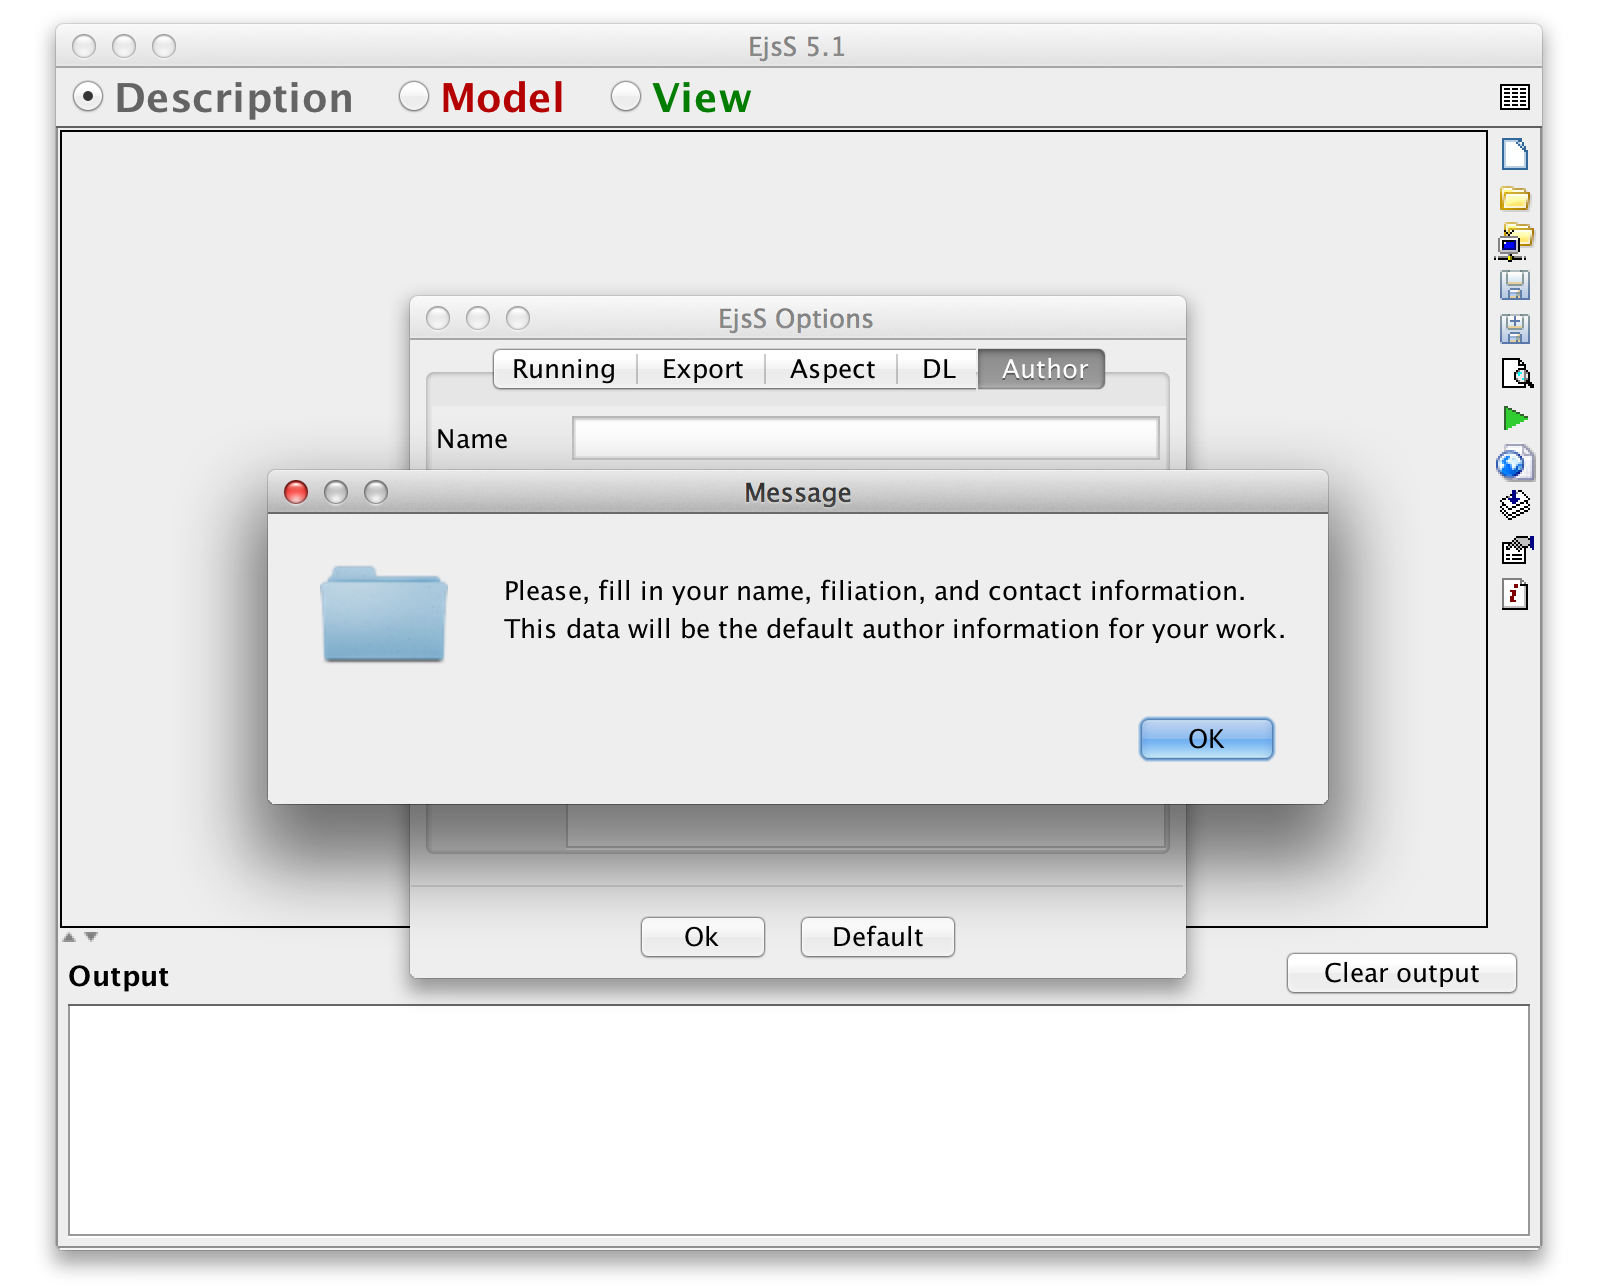 EjsS 5.1
Description Model View
EjsS Options
Running Export Aspect DL Author
Name
Message
Please, fill in your name, filiation, and contact information.
This data will be the default author information for your work.
OK
Ok Default
Output
Clear output